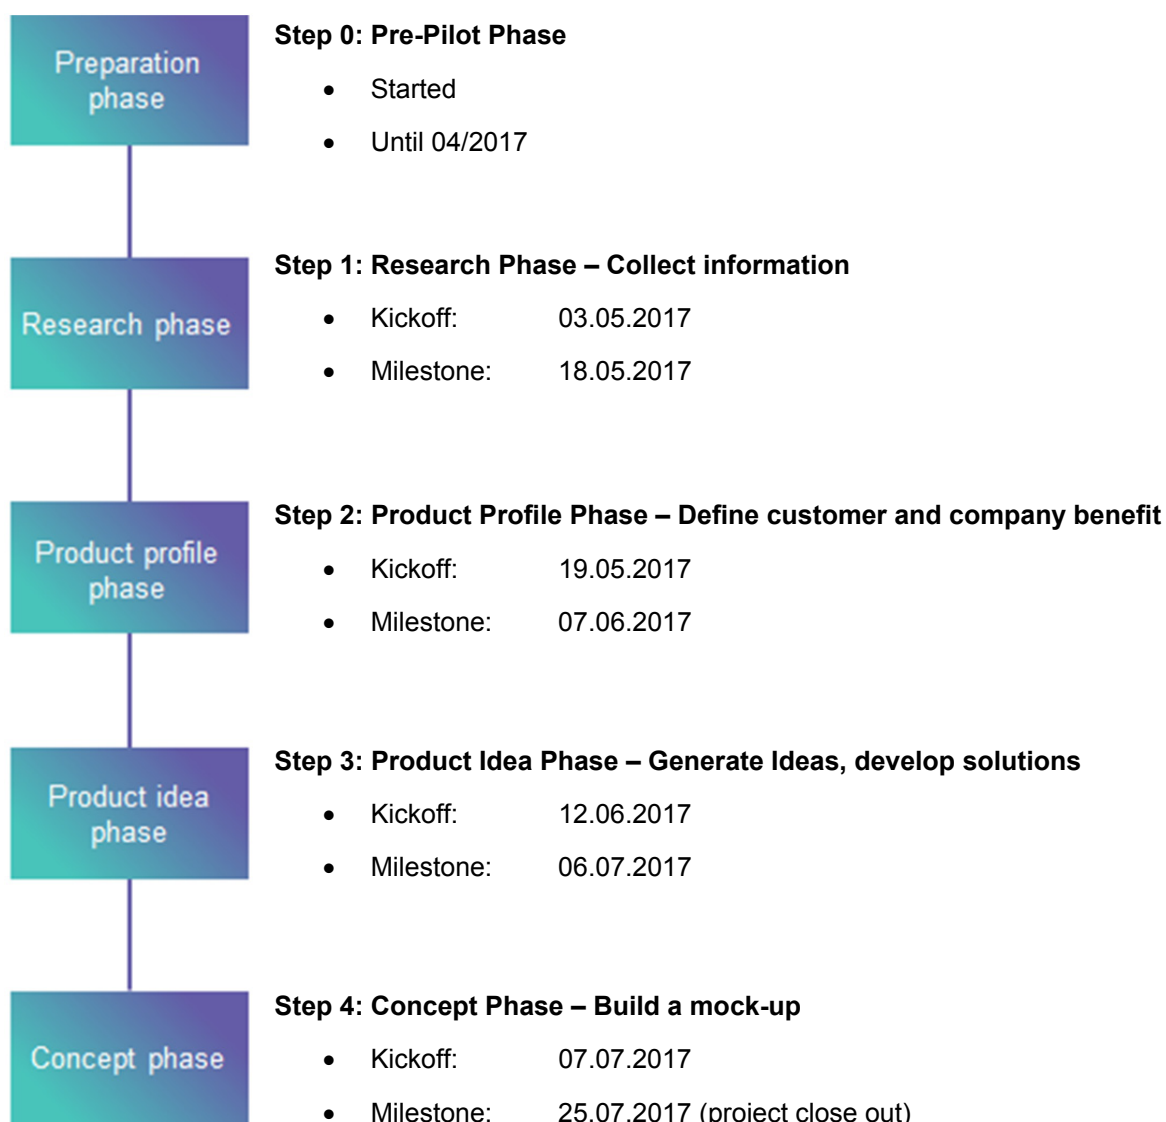 Preparation
phase
Step 0: Pre-Pilot Phase
• Started
• Until 04/2017
Research phase
Step 1: Research Phase – Collect information
• Kickoff: 03.05.2017
• Milestone: 18.05.2017
Product profile
phase
Step 2: Product Profile Phase – Define customer and company benefit
• Kickoff: 19.05.2017
• Milestone: 07.06.2017
Product idea
phase
Step 3: Product Idea Phase – Generate Ideas, develop solutions
• Kickoff: 12.06.2017
• Milestone: 06.07.2017
Concept phase
Step 4: Concept Phase – Build a mock-up
• Kickoff: 07.07.2017
• Milestone: 25.07.2017 (project close out)